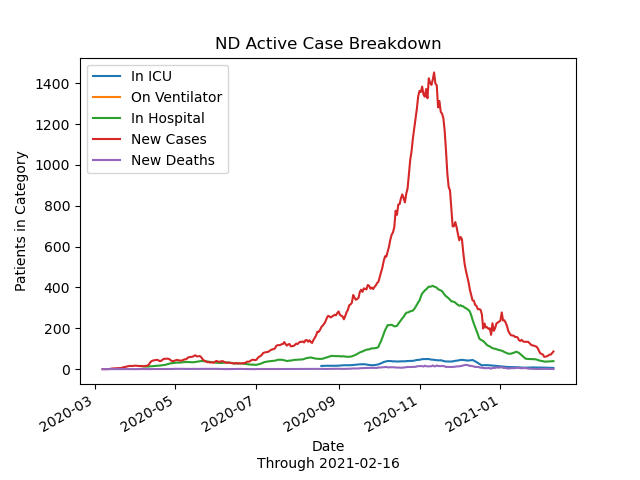 ND Active Case Breakdown
In ICU
On Ventilator
In Hospital
New Cases
New Deaths
1400
1200
1000
800
600
400
200
0
Patients in Category
2020-03
2020-05
2020-07
2020-09
2020-11
2021-01
Date
Through 2021-02-16